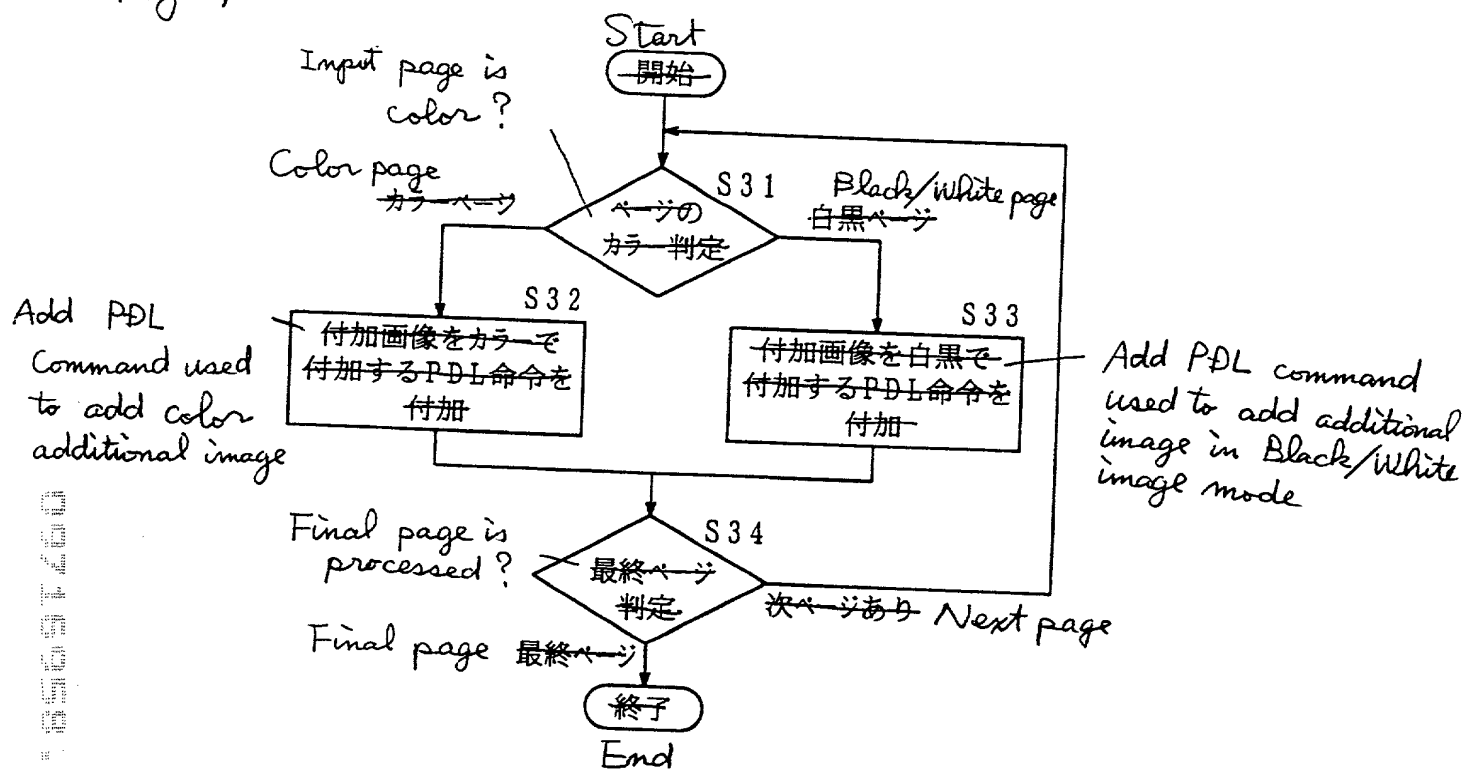 Start
開始
Input page is
color?
Color page
カラーページ
S31
Black/White page
白黒ページ
ページの
カラー判定
S32
付加画像をカラーで
付加するPDL命令を
付加
Add PDL
Command used
to add color
additional image
S33
付加画像を白黒で
付加するPDL命令を
付加
Add PDL command
used to add additional
image in Black/White
image mode
Final page is
processed?
S34
最終ページ
判定
次ページあり Next page
Final page 最終ページ
終了
End